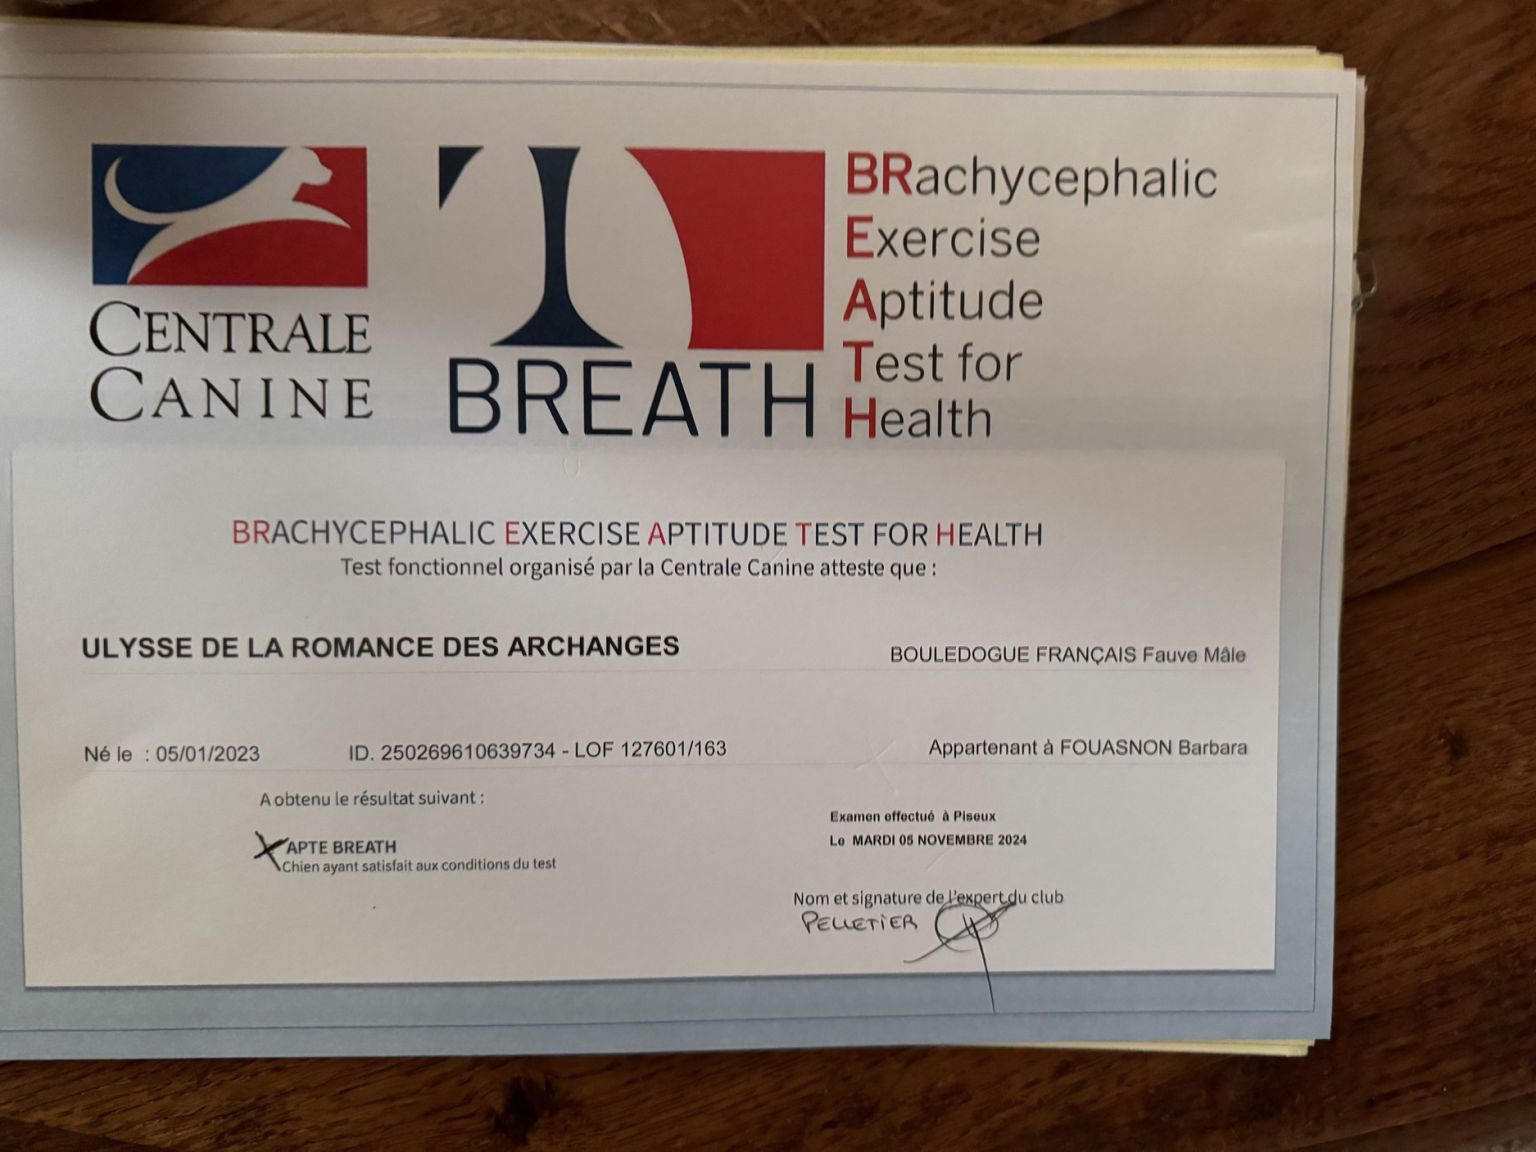 CENTRALE
CANINE
BREATH
BRachycephalic
Exercise
Aptitude
Test for
Health
BRACHYCEPHALIC EXERCISE APTITUDE TEST FOR HEALTH
Test fonctionnel organisé par la Centrale Canine atteste que :
ULYSSE DE LA ROMANCE DES ARCHANGES
BOULEDOGUE FRANÇAIS Fauve Mâle
Né le : 05/01/2023
ID. 250269610639734 - LOF 127601/163
Appartenant à FOUASNON Barbara
A obtenu le résultat suivant :
X APTE BREATH
Chien ayant satisfait aux conditions du test
Examen effectué à Piseux
Le MARDI 05 NOVEMBRE 2024
Nom et signature de l'expert du club
PELLETIER